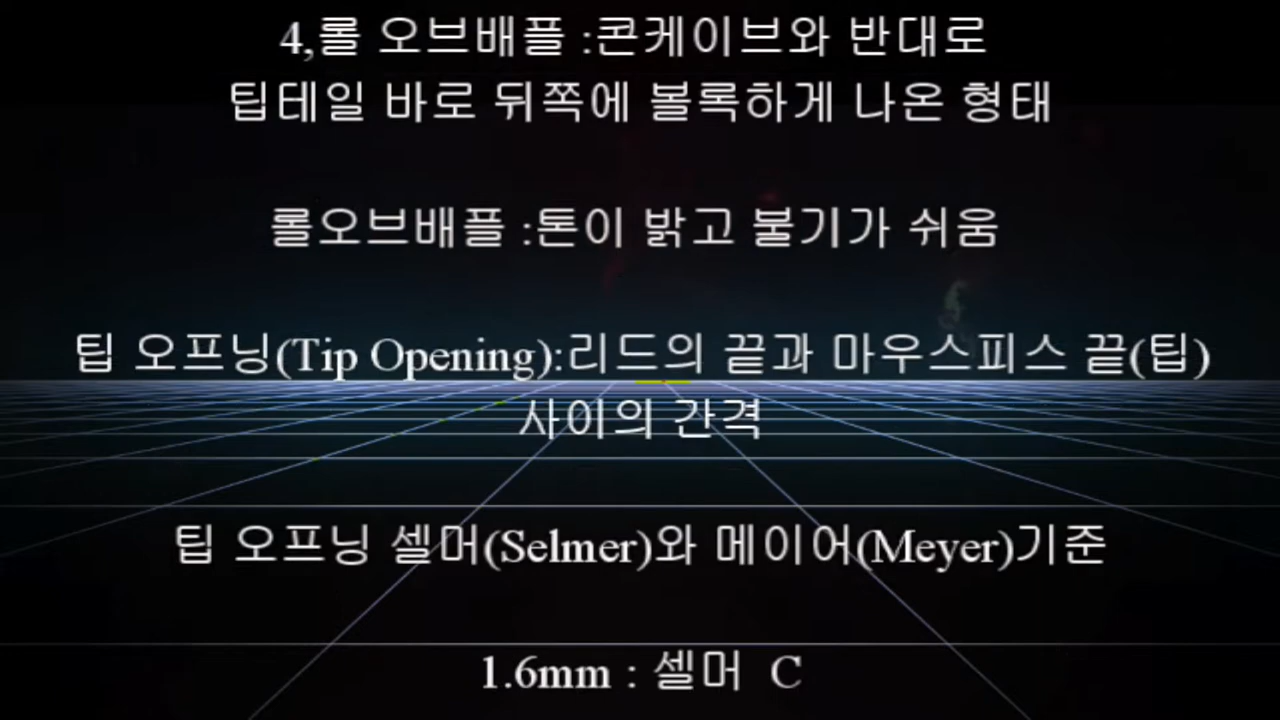 4,롤 오브배플 :콘케이브와 반대로
팁테일 바로 뒤쪽에 볼록하게 나온 형태
롤오브배플 :톤이 밝고 불기가 쉬움
팁 오프닝(Tip Opening):리드의 끝과 마우스피스 끝(팁)
사이의 간격
팁 오프닝 셀머(Selmer)와 메이어(Meyer)기준
1.6mm : 셀머 C